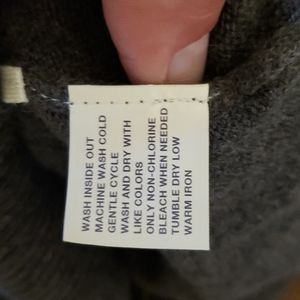 WASH INSIDE OUT
MACHINE WASH COLD
GENTLE CYCLE
WASH AND DRY WITH
LIKE COLORS
ONLY NON-CHLORINE
BLEACH WHEN NEEDED
TUMBLE DRY LOW
WARM IRON